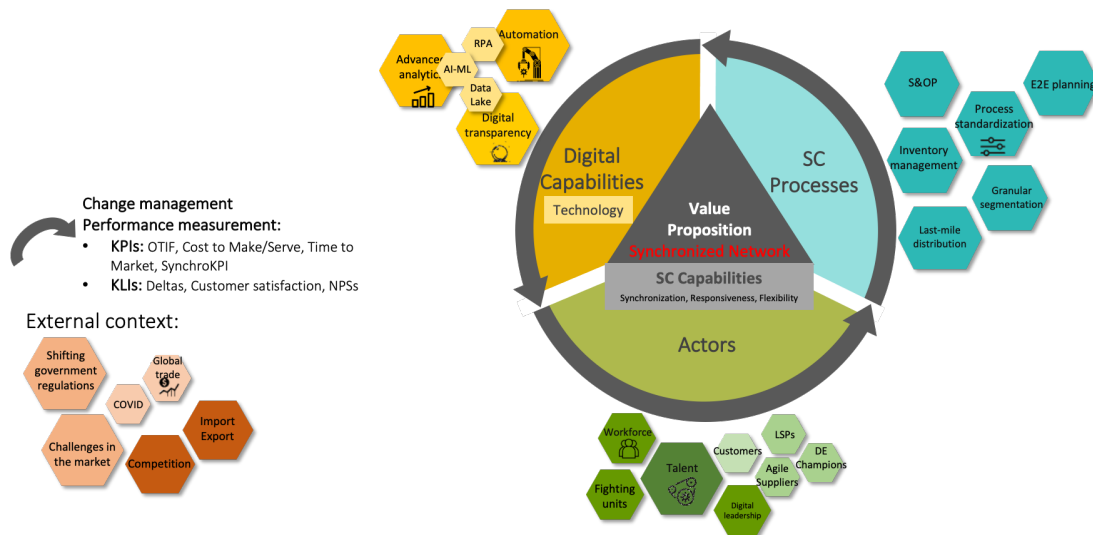 Automation
RPA
Advanced
analytics
AI-ML
Data
Lake
Digital
transparency
S&OP
E2E planning
Process
standardization
Inventory
management
Granular
segmentation
Last-mile
distribution
Digital
Capabilities
Technology
SC
Processes
Value
Proposition
Synchronized Network
SC Capabilities
Synchronization, Responsiveness, Flexibility
Actors
Change management
Performance measurement:
• KPIs: OTIF, Cost to Make/Serve, Time to
Market, SynchroKPI
• KLIs: Deltas, Customer satisfaction, NPSs
External context:
Shifting
government
regulations
Global
trade
COVID
Import
Export
Challenges in
the market
Competition
Workforce
Talent
Fighting
units
Customers
LSPs
DE
Champions
Agile
Suppliers
Digital
leadership